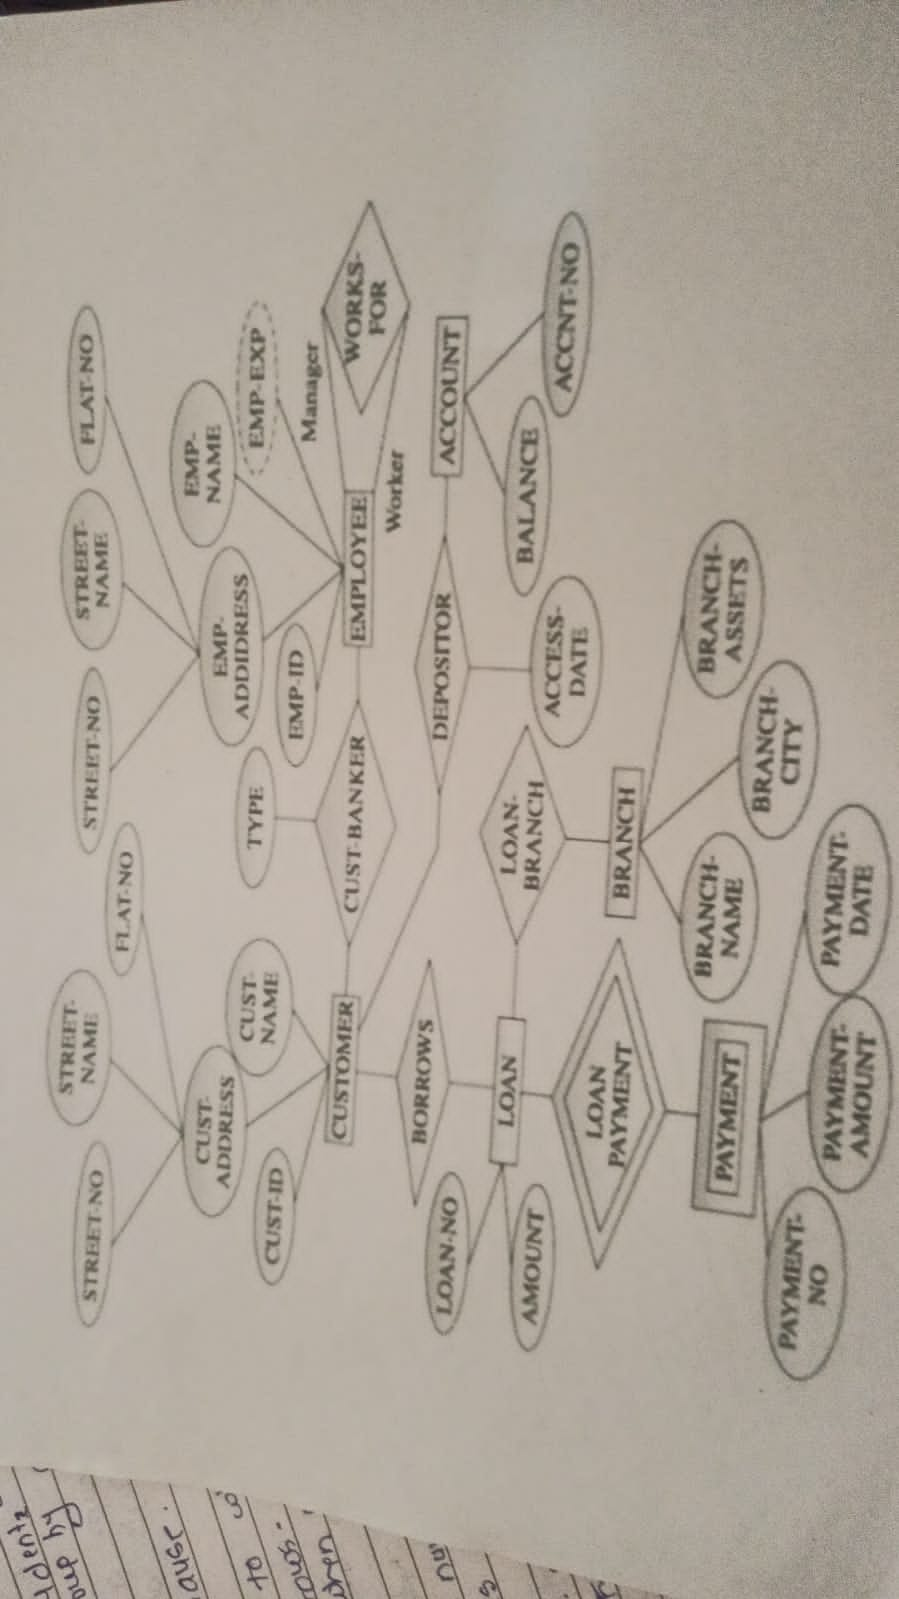 STREET-NO
STREET-
NAME
FLAT-NO
STREET-NO
STREET-
NAME
FLAT-NO
CUST-
ADDRESS
EMP-
ADDIDRESS
EMP-
NAME
CUST-ID
CUST-
NAME
TYPE
EMP-ID
EMP-EXP
Manager
CUSTOMER
CUST-BANKER
EMPLOYEE
WORKS-
FOR
Worker
LOAN-NO
BORROWS
DEPOSITOR
ACCOUNT
AMOUNT
LOAN
LOAN-
BRANCH
ACCESS-
DATE
BALANCE
ACCNT-NO
LOAN
PAYMENT
BRANCH
PAYMENT
BRANCH-
NAME
BRANCH-
CITY
BRANCH-
ASSETS
PAYMENT-
NO
PAYMENT-
AMOUNT
PAYMENT-
DATE
by
ause.
to